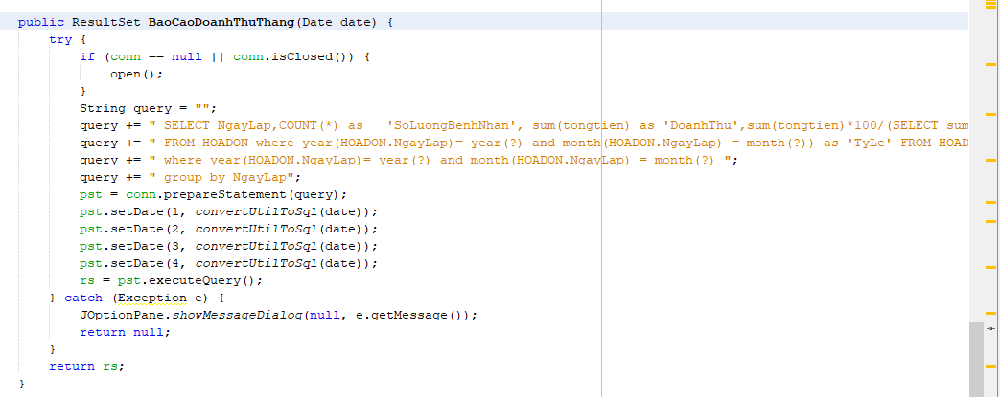 public ResultSet BaoCaoDoanhThuThang(Date date) {
    try {
        if (conn == null || conn.isClosed()) {
            open();
        }
        String query = "";
        query += " SELECT NgayLap,COUNT(*) as   'SoLuongBenhNhan', sum(tongtien) as 'DoanhThu',sum(tongtien)*100/(SELECT sum
        query += " FROM HOADON where year(HOADON.NgayLap)= year(?) and month(HOADON.NgayLap) = month(?)) as 'TyLe' FROM HOAD
        query += " where year(HOADON.NgayLap)= year(?) and month(HOADON.NgayLap) = month(?) ";
        query += " group by NgayLap";
        pst = conn.prepareStatement(query);
        pst.setDate(1, convertUtilToSql(date));
        pst.setDate(2, convertUtilToSql(date));
        pst.setDate(3, convertUtilToSql(date));
        pst.setDate(4, convertUtilToSql(date));
        rs = pst.executeQuery();
    } catch (Exception e) {
        JOptionPane.showMessageDialog(null, e.getMessage());
        return null;
    }
    return rs;
}